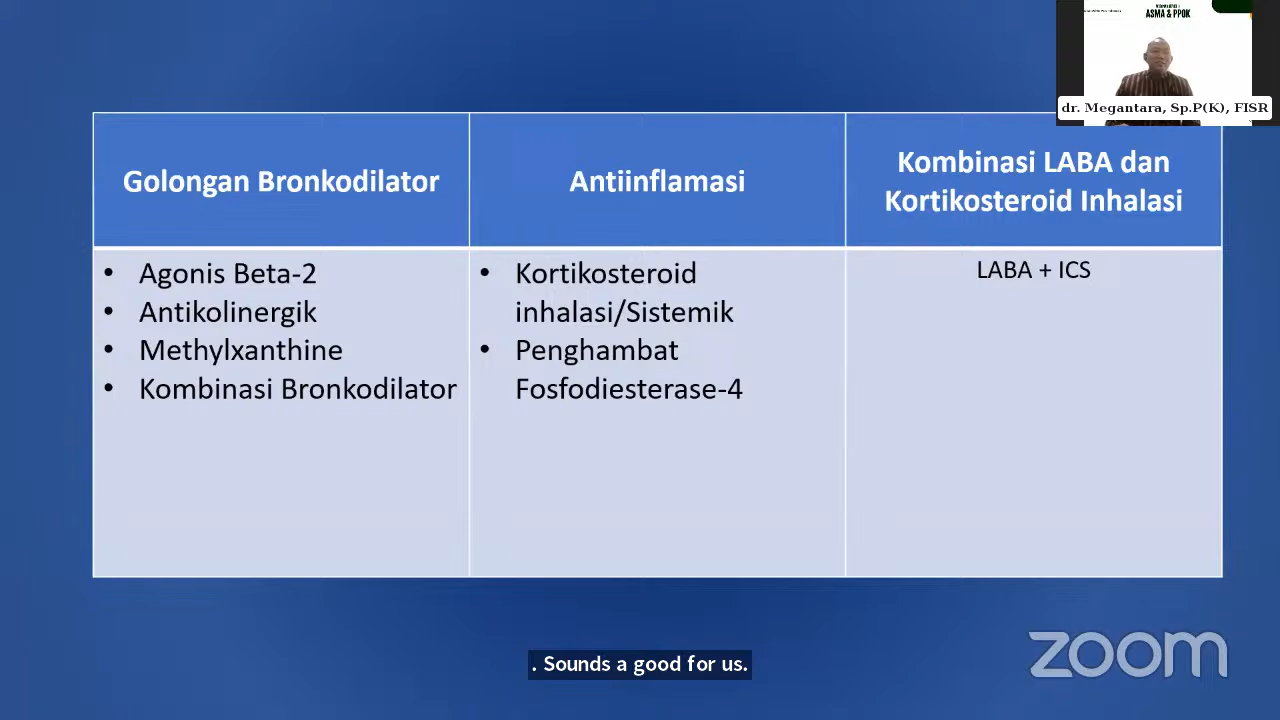 ASMA & PPOK
dr. Megantara, Sp.P(K), FISR
Golongan Bronkodilator
Antiinflamasi
Kombinasi LABA dan
Kortikosteroid Inhalasi
• Agonis Beta-2
• Antikolinergik
• Methylxanthine
• Kombinasi Bronkodilator
• Kortikosteroid
inhalasi/Sistemik
• Penghambat
Fosfodiesterase-4
LABA + ICS
. Sounds a good for us.
zoom